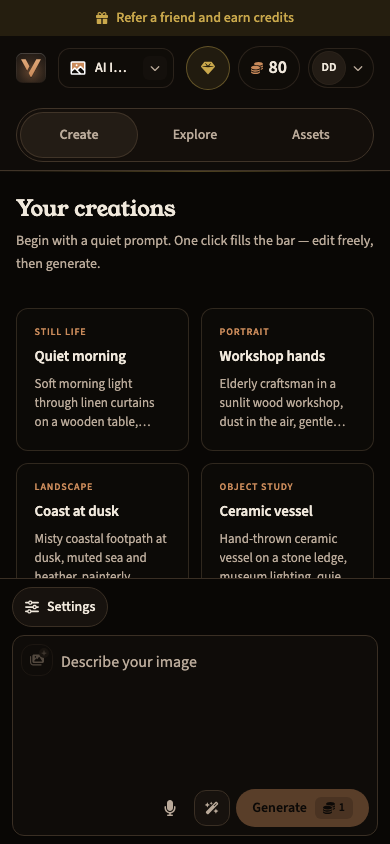 Refer a friend and earn credits
AI I...
80
DD
Create
Explore
Assets
Your creations
Begin with a quiet prompt. One click fills the bar — edit freely,
then generate.
STILL LIFE
Quiet morning
Soft morning light
through linen curtains
on a wooden table,...
PORTRAIT
Workshop hands
Elderly craftsman in a
sunlit wood workshop,
dust in the air, gentle...
LANDSCAPE
Coast at dusk
Misty coastal footpath at
dusk, muted sea and
heather, painterly
OBJECT STUDY
Ceramic vessel
Hand-thrown ceramic
vessel on a stone ledge,
museum lighting, quie
Settings
Describe your image
Generate
1